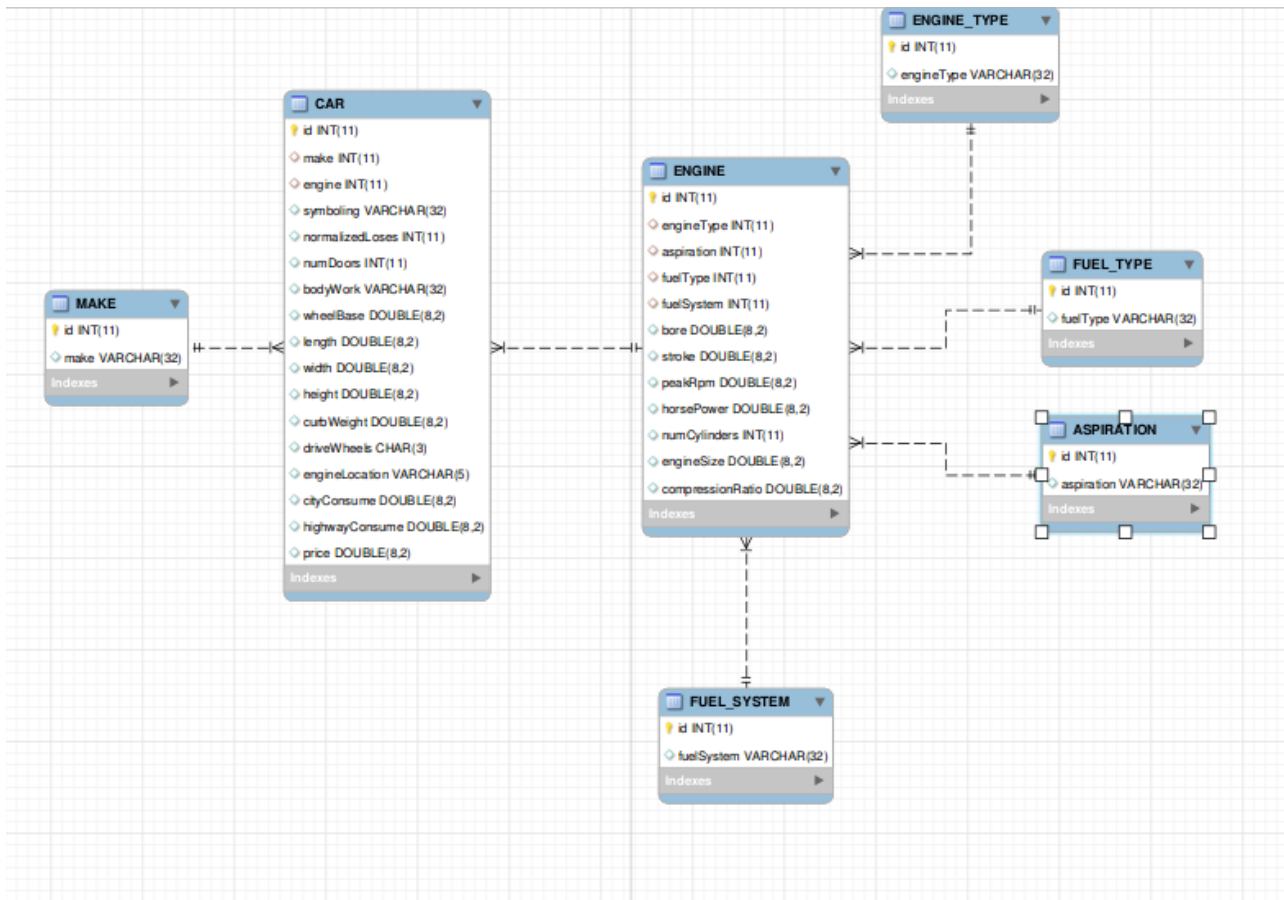 ENGINE_TYPE
id INT(11)
engineType VARCHAR(32)
Indexes
CAR
id INT(11)
make INT(11)
engine INT(11)
symboling VARCHAR(32)
normalizedLoses INT(11)
numDoors INT(11)
bodyWork VARCHAR(32)
wheelBase DOUBLE(8,2)
length DOUBLE(8,2)
width DOUBLE(8,2)
height DOUBLE(8,2)
curbWeight DOUBLE(8,2)
driveWheels CHAR(3)
engineLocation VARCHAR(5)
cityConsume DOUBLE(8,2)
highwayConsume DOUBLE(8,2)
price DOUBLE(8,2)
Indexes
ENGINE
id INT(11)
engineType INT(11)
aspiration INT(11)
fuelType INT(11)
fuelSystem INT(11)
bore DOUBLE(8,2)
stroke DOUBLE(8,2)
peakRpm DOUBLE(8,2)
horsePower DOUBLE(8,2)
numCylinders INT(11)
engineSize DOUBLE(8,2)
compressionRatio DOUBLE(8,2)
Indexes
FUEL_TYPE
id INT(11)
fuelType VARCHAR(32)
Indexes
MAKE
id INT(11)
make VARCHAR(32)
Indexes
ASPIRATION
id INT(11)
aspiration VARCHAR(32)
Indexes
FUEL_SYSTEM
id INT(11)
fuelSystem VARCHAR(32)
Indexes